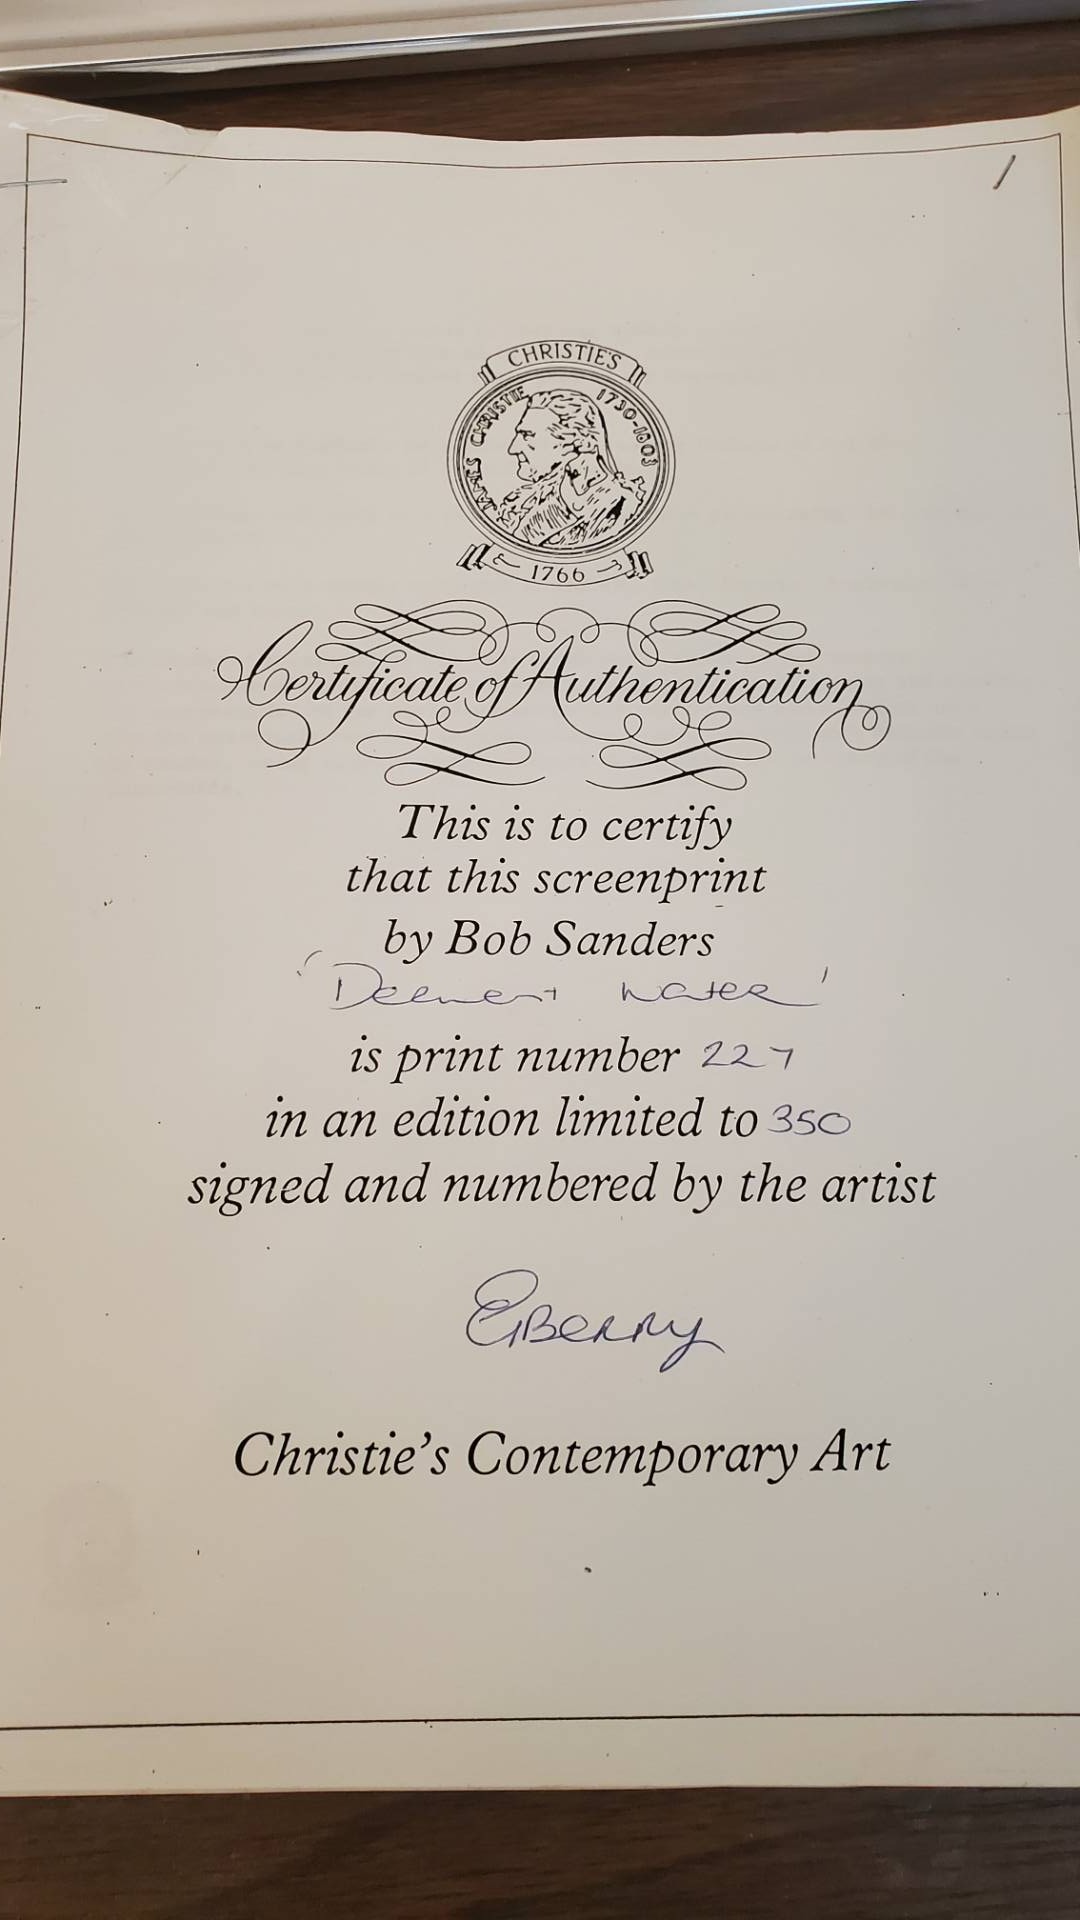 CHRISTIE'S
JAMES CHRISTIE 1730-1803
1766
Certificate of Authentication
This is to certify
that this screenprint
by Bob Sanders
'Derwent Water'
is print number 227
in an edition limited to 350
signed and numbered by the artist
EBerry
Christie's Contemporary Art